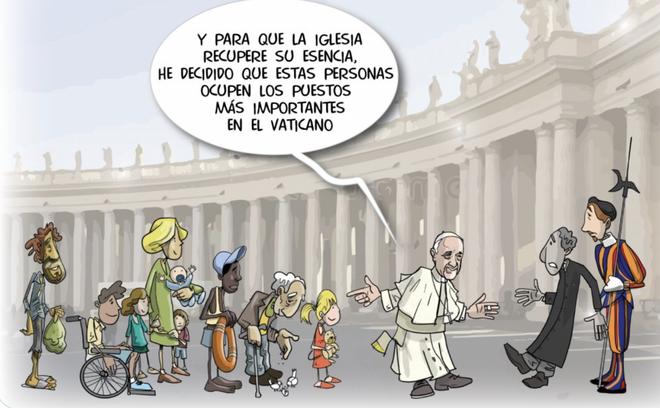 Y PARA QUE LA IGLESIA
RECUPERE SU ESENCIA,
HE DECIDIDO QUE ESTAS PERSONAS
OCUPEN LOS PUESTOS
MÁS IMPORTANTES
EN EL VATICANO